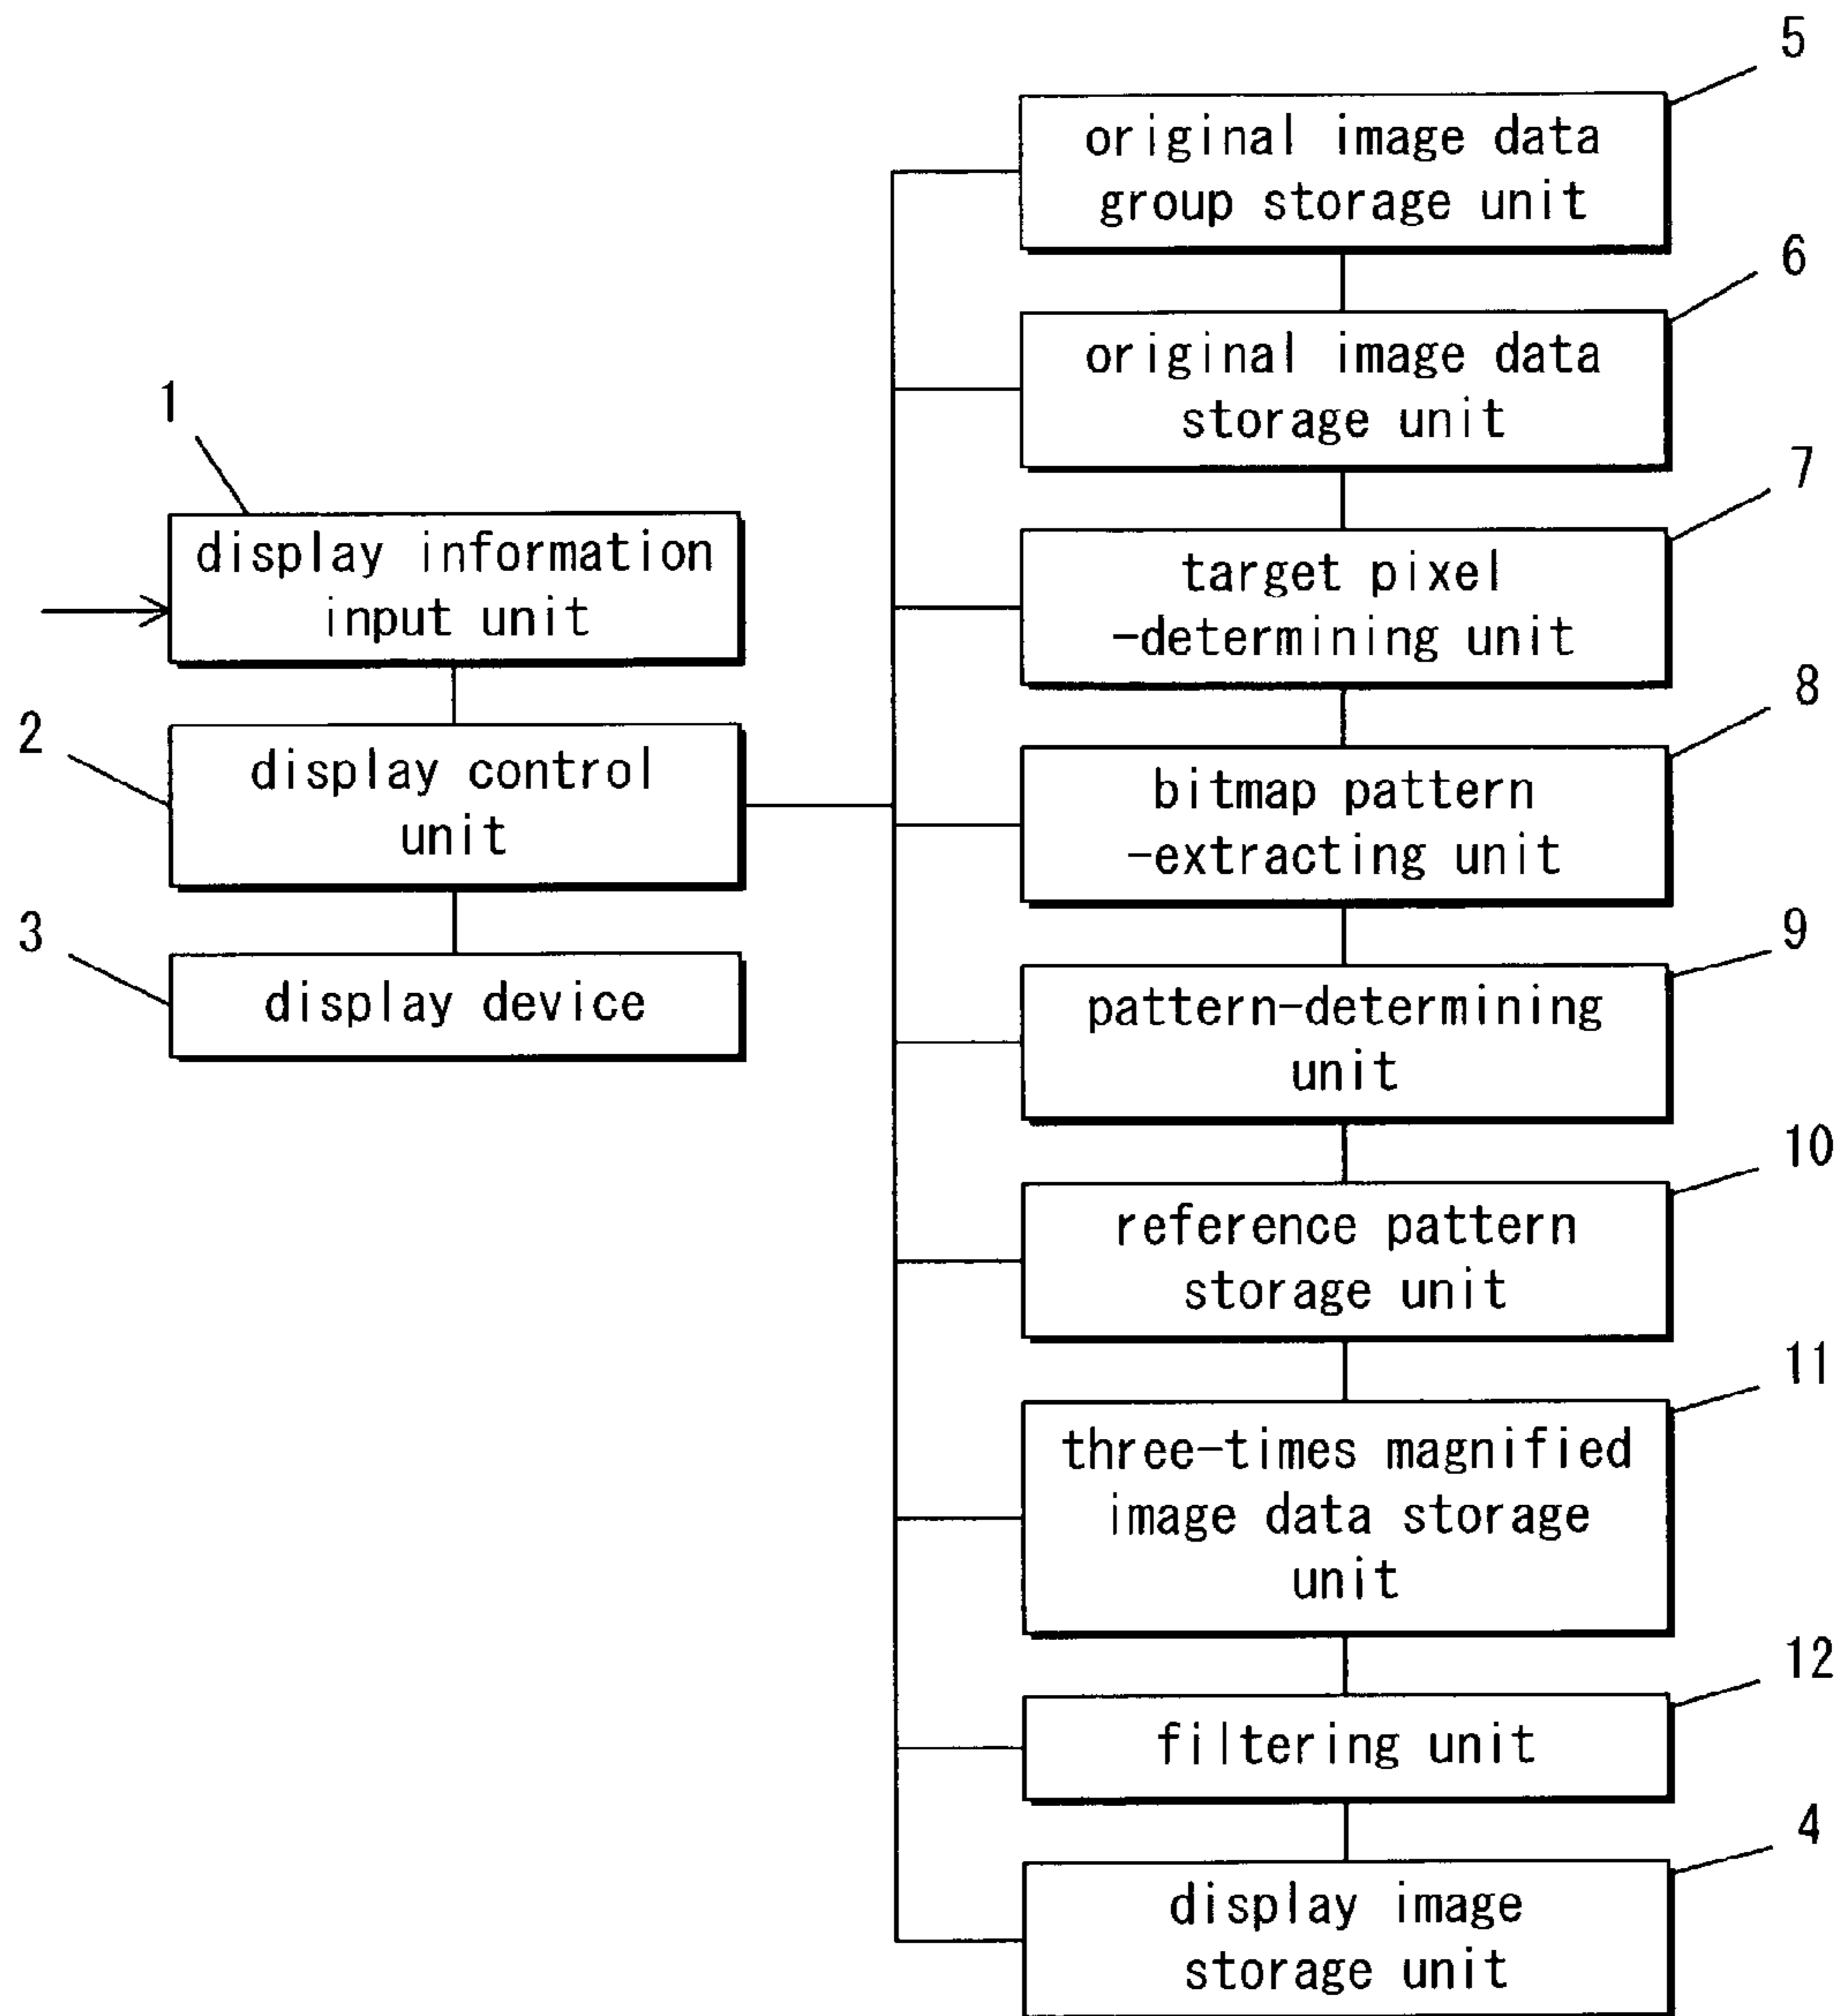 1
display information
input unit
2
display control
unit
3
display device
5
original image data
group storage unit
6
original image data
storage unit
7
target pixel
-determining unit
8
bitmap pattern
-extracting unit
9
pattern-determining
unit
10
reference pattern
storage unit
11
three-times magnified
image data storage
unit
12
filtering unit
4
display image
storage unit